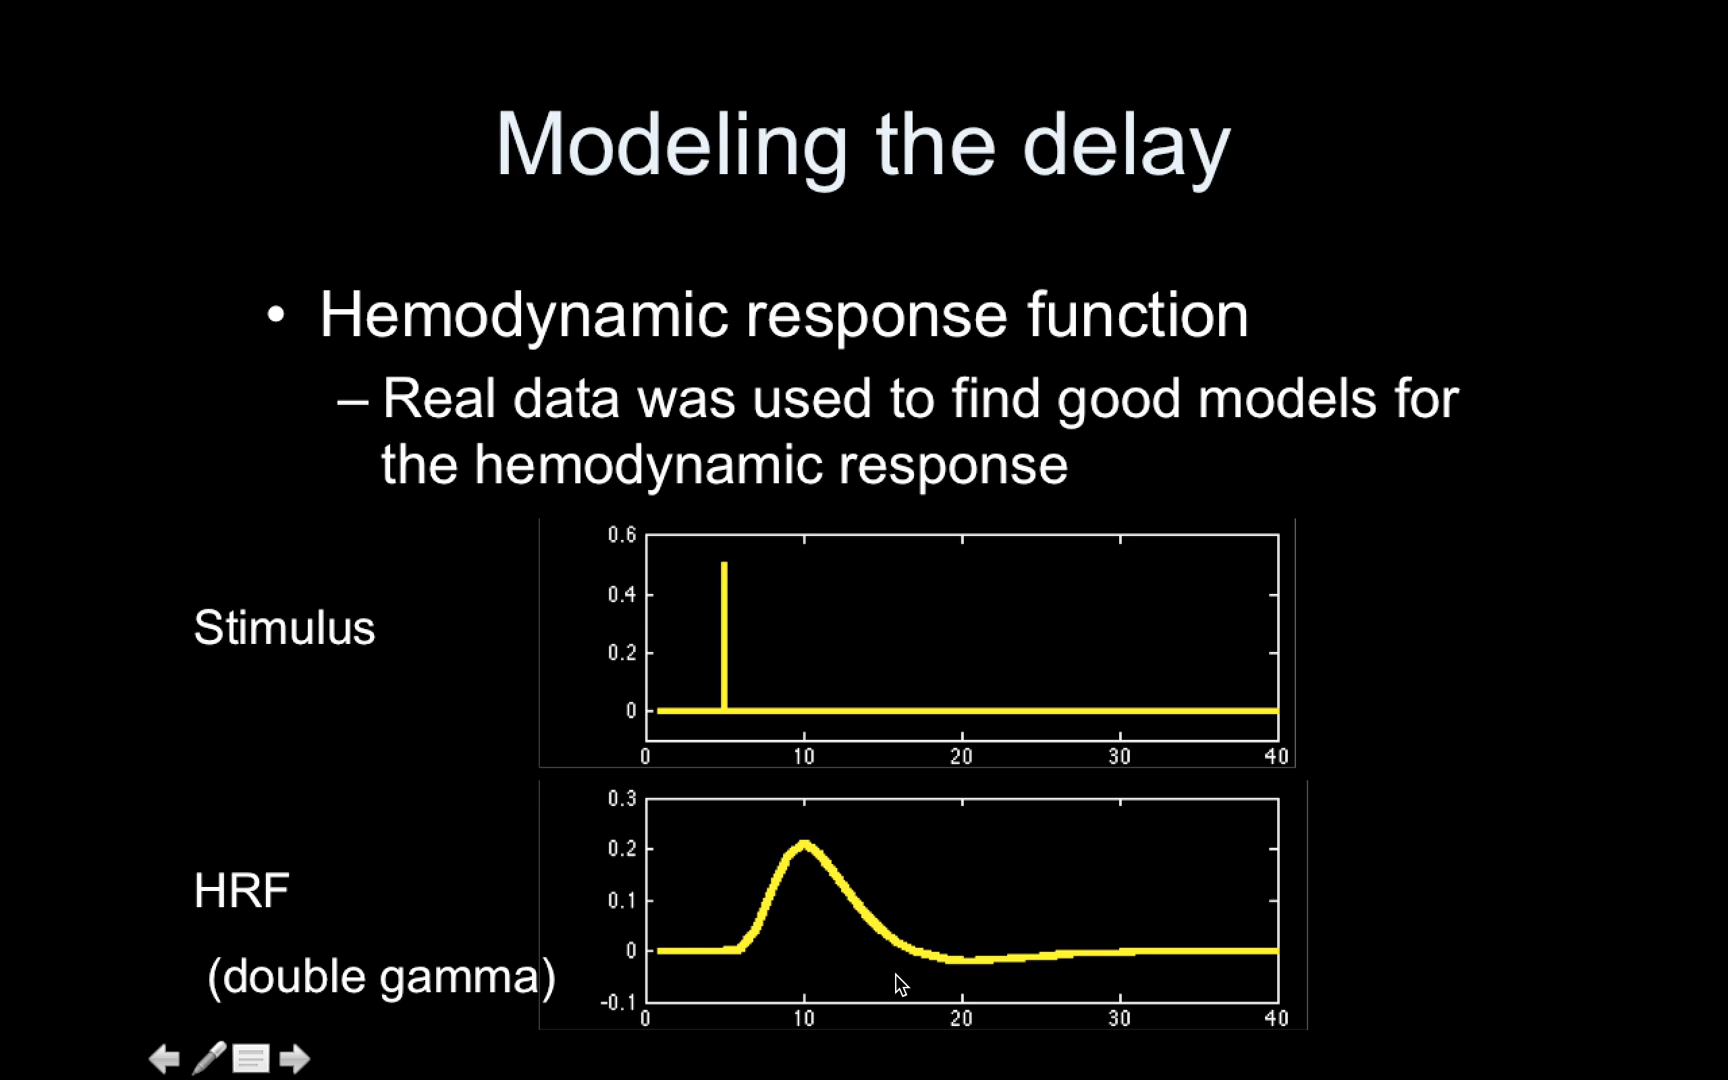 Modeling the delay
• Hemodynamic response function
– Real data was used to find good models for
the hemodynamic response
Stimulus
0.6
0.4
0.2
0
0 10 20 30 40
HRF
(double gamma)
0.3
0.2
0.1
0
-0.1
0 10 20 30 40